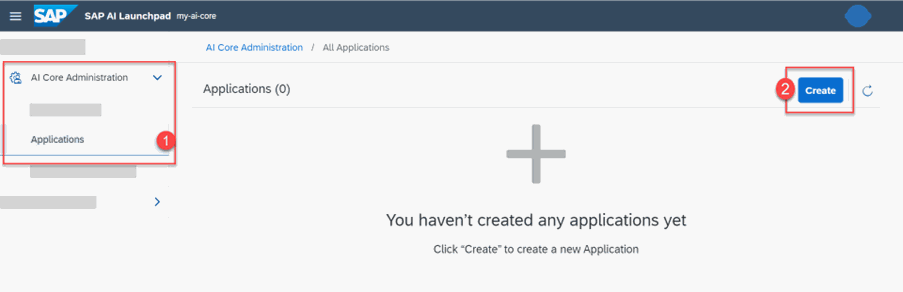 SAP SAP AI Launchpad my-ai-core
AI Core Administration / All Applications
AI Core Administration
Applications 1
Applications (0) 2 Create
You haven't created any applications yet
Click “Create” to create a new Application